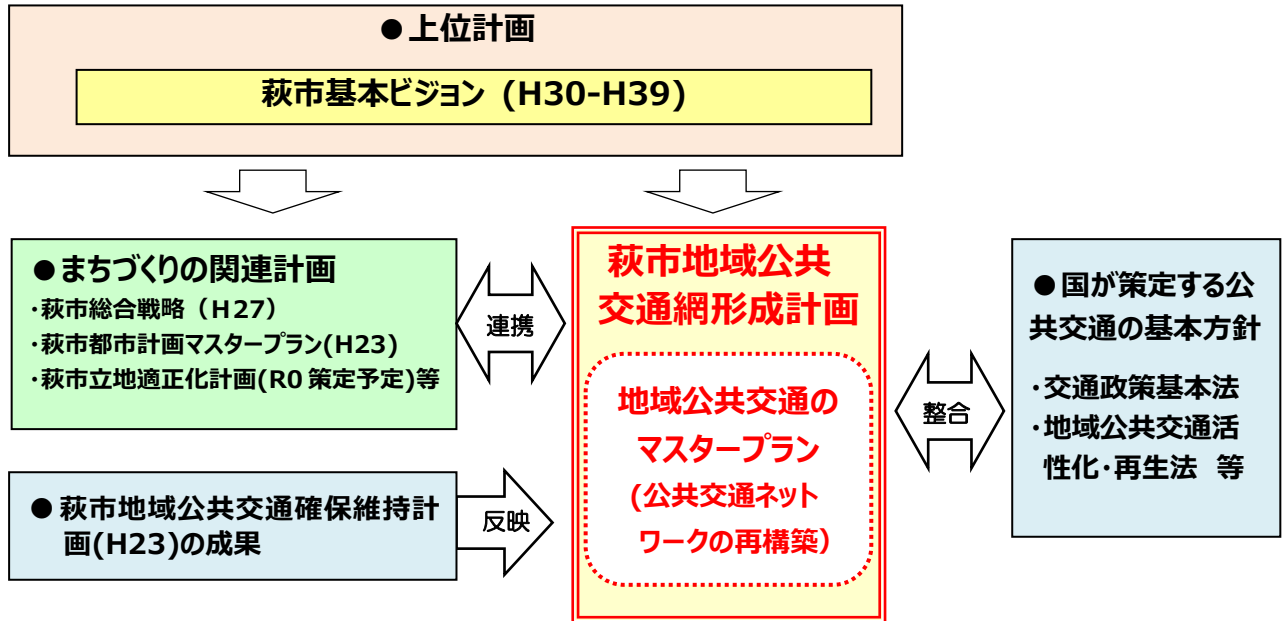 ●上位計画
萩市基本ビジョン (H30-H39)
●まちづくりの関連計画
・萩市総合戦略（H27）
・萩市都市計画マスタープラン(H23)
・萩市立地適正化計画(R0 策定予定)等
連携
萩市地域公共
交通網形成計画
地域公共交通の
マスタープラン
(公共交通ネット
ワークの再構築）
整合
●国が策定する公
共交通の基本方針
・交通政策基本法
・地域公共交通活
性化・再生法 等
●萩市地域公共交通確保維持計
画(H23)の成果
反映